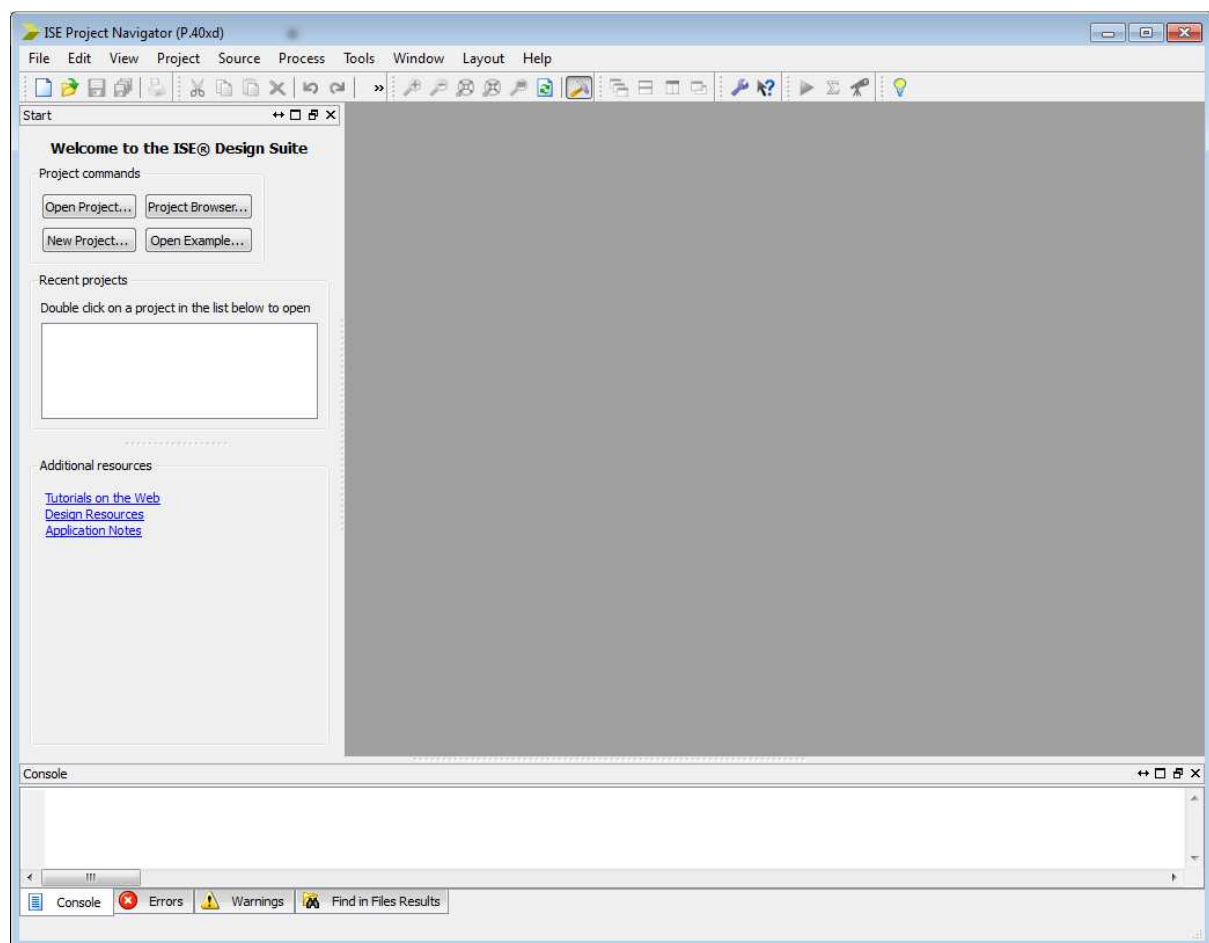 ISE Project Navigator (P.40xd)
File Edit View Project Source Process Tools Window Layout Help
Start
Welcome to the ISE® Design Suite
Project commands
Open Project... Project Browser...
New Project... Open Example...
Recent projects
Double click on a project in the list below to open
Additional resources
Tutorials on the Web
Design Resources
Application Notes
Console
Console Errors Warnings Find in Files Results